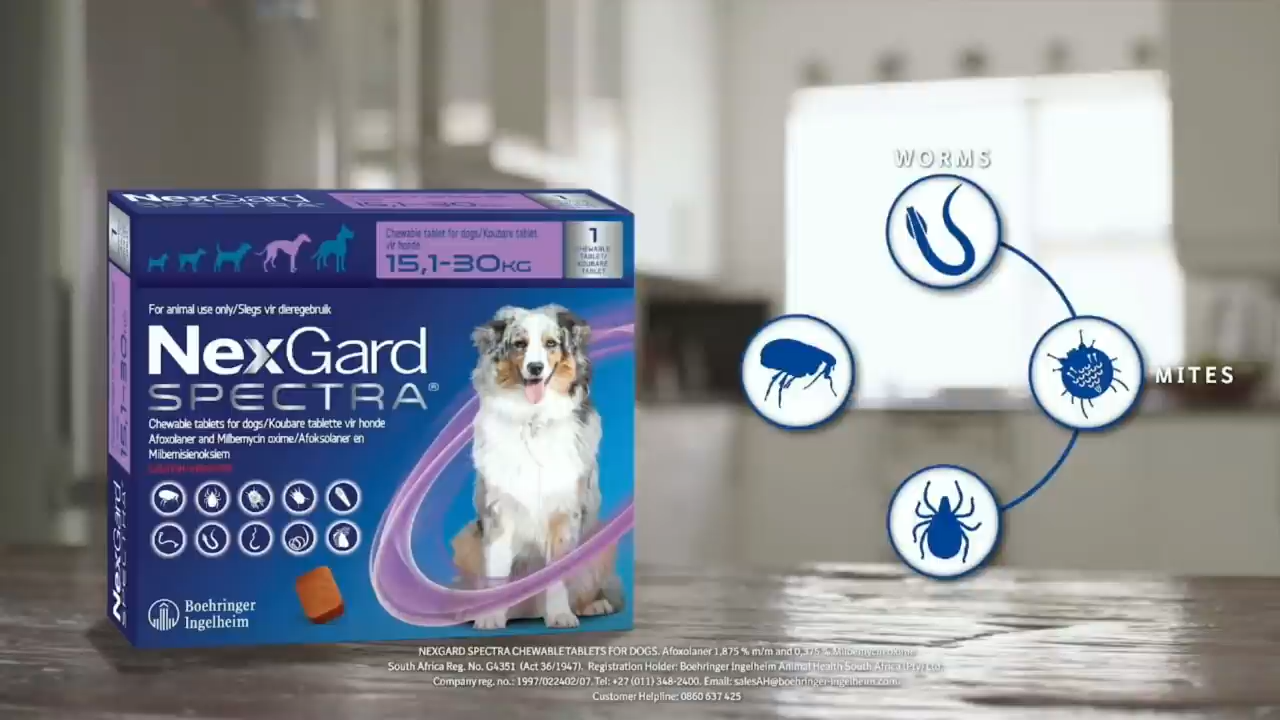 NexGard
SPECTRA
15,1-30
Chewable tablet for dogs/Koubare tablet
vir honde
15,1-30KG
1
CHEWABLE
TABLET/
KOUBARE
TABLET
For animal use only/Slegs vir dieregebruik
NexGard
SPECTRA®
Chewable tablets for dogs/Koubare tablette vir honde
Afoxolaner and Milbemycin oxime/Afoksolaner en
Milbemisienoksiem
Boehringer
Ingelheim
15,1-30KG
NexGard
SPECTRA
WORMS
MITES
NEXGARD SPECTRA CHEWABLE TABLETS FOR DOGS. Afoxolaner 1,875 % m/m and 0,375 % Milbemycin oxime
South Africa Reg. No. G4351 (Act 36/1947). Registration Holder: Boehringer Ingelheim Animal Health South Africa (PTY) Ltd.
Company reg. no.: 1997/022402/07. Tel: +27 (011) 348-2400. Email: salesAH@boehringer-ingelheim.com
Customer Helpline: 0860 637 425